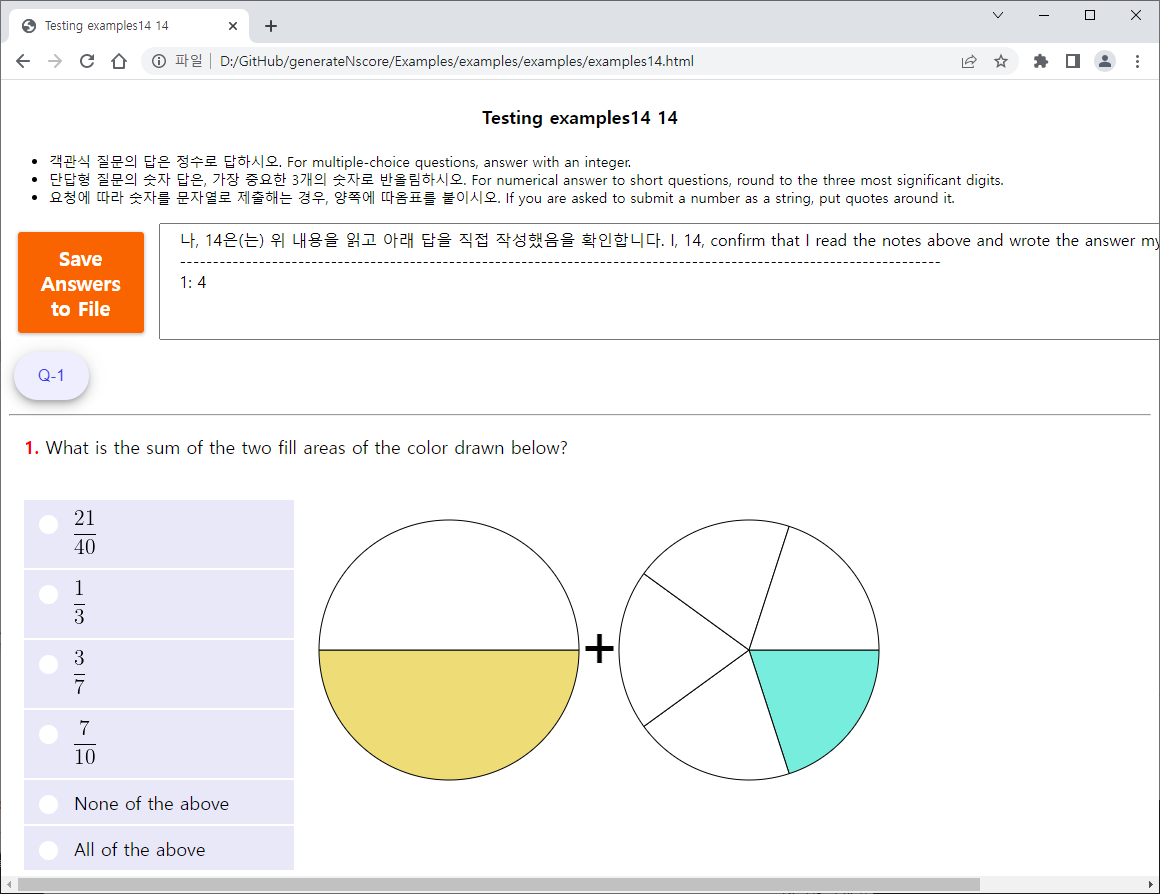 Testing examples14 14
파일 | D:/GitHub/generateNscore/Examples/examples/examples/examples14.html
Testing examples14 14
• 객관식 질문의 답은 정수로 답하시오. For multiple-choice questions, answer with an integer.
• 단답형 질문의 숫자 답은, 가장 중요한 3개의 숫자로 반올림하시오. For numerical answer to short questions, round to the three most significant digits.
• 요청에 따라 숫자를 문자열로 제출해는 경우, 양쪽에 따옴표를 붙이시오. If you are asked to submit a number as a string, put quotes around it.
Save
Answers
to File
나, 14은(는) 위 내용을 읽고 아래 답을 직접 작성했음을 확인합니다. I, 14, confirm that I read the notes above and wrote the answer my
--------------------------------------------------------------------------------------------------------------------
1: 4
Q-1
1. What is the sum of the two fill areas of the color drawn below?
21
40
1
3
3
7
7
10
None of the above
All of the above
+